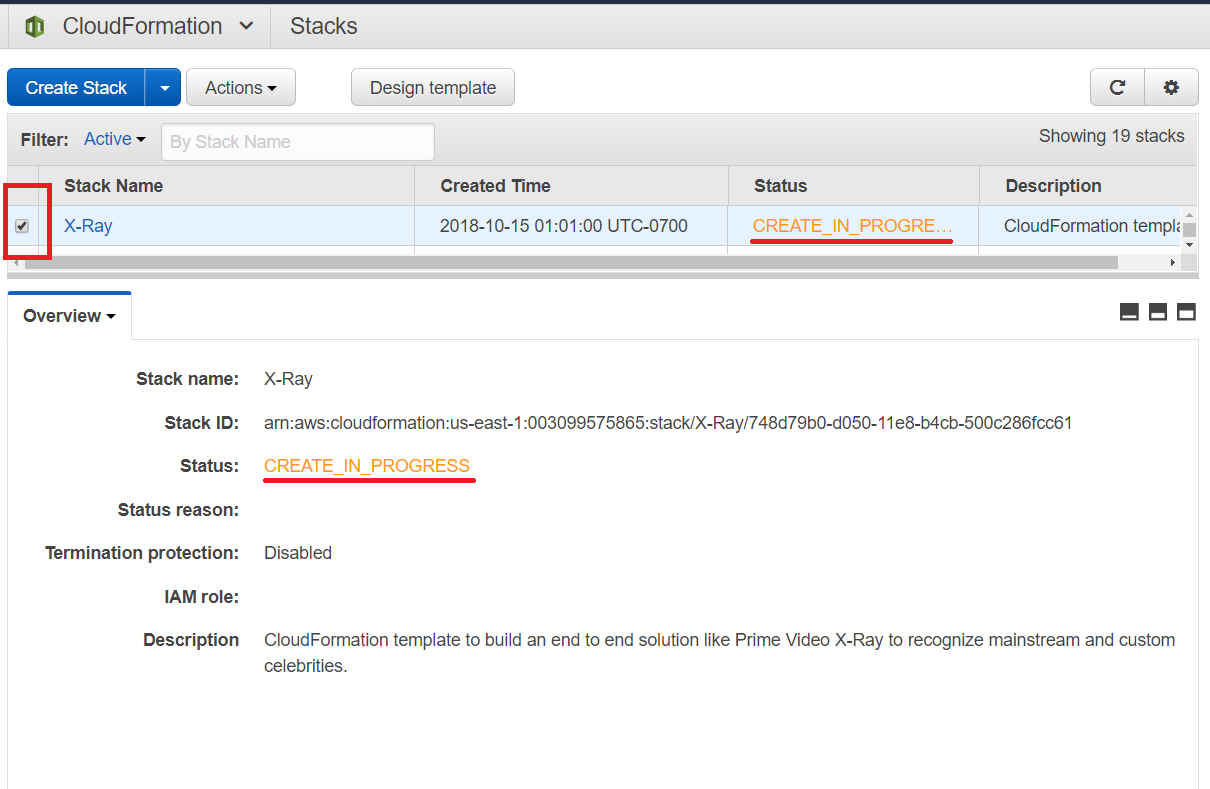 CloudFormation Stacks
Create Stack Actions Design template
Filter: Active By Stack Name Showing 19 stacks
Stack Name Created Time Status Description
X-Ray 2018-10-15 01:01:00 UTC-0700 CREATE_IN_PROGRE... CloudFormation templa
Overview
Stack name: X-Ray
Stack ID: arn:aws:cloudformation:us-east-1:003099575865:stack/X-Ray/748d79b0-d050-11e8-b4cb-500c286fcc61
Status: CREATE_IN_PROGRESS
Status reason:
Termination protection: Disabled
IAM role:
Description CloudFormation template to build an end to end solution like Prime Video X-Ray to recognize mainstream and custom
celebrities.